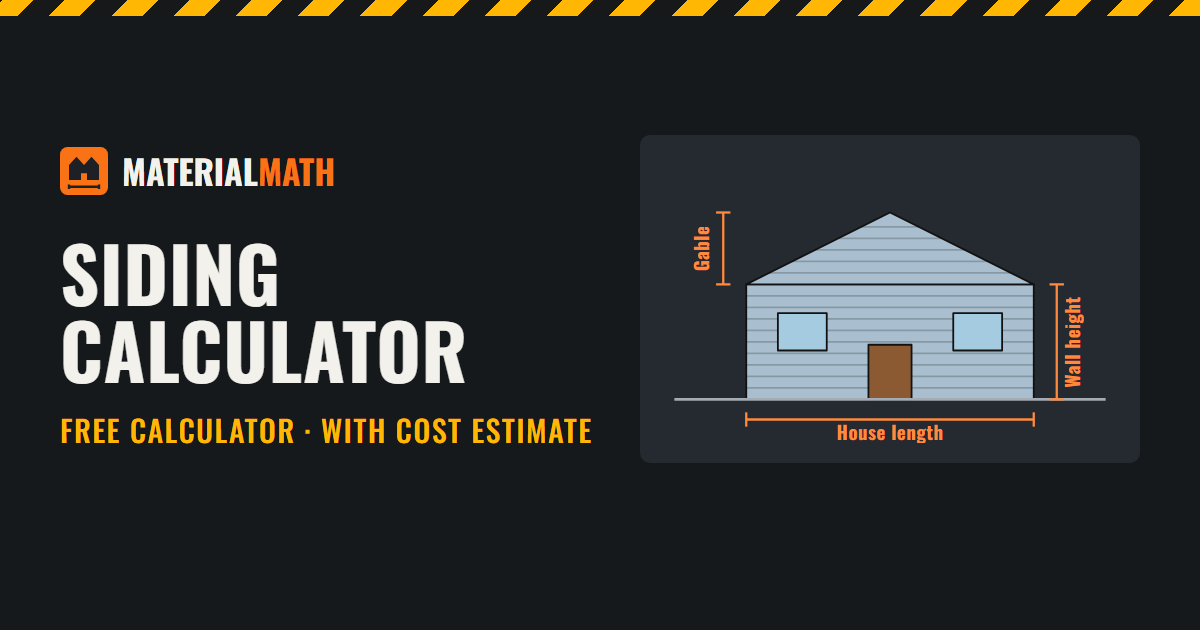 MATERIALMATH
SIDING
CALCULATOR
FREE CALCULATOR · WITH COST ESTIMATE
Gable
Wall height
House length